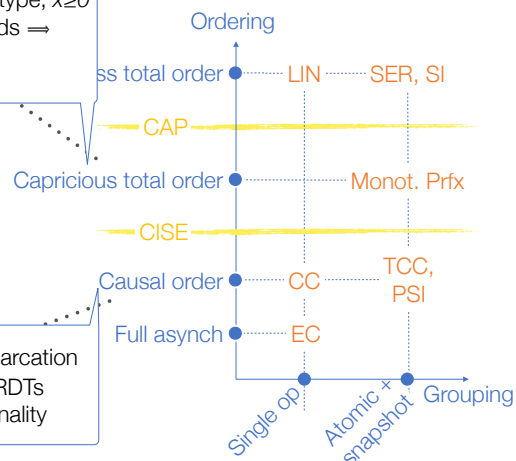 type, x≥0
ds ⟹
Ordering
ss total order
LIN
SER, SI
CAP
Capricious total order
Monot. Prfx
CISE
Causal order
CC
TCC,
PSI
Full asynch
EC
arcation
RDTs
nality
Single op
Atomic +
snapshot
Grouping